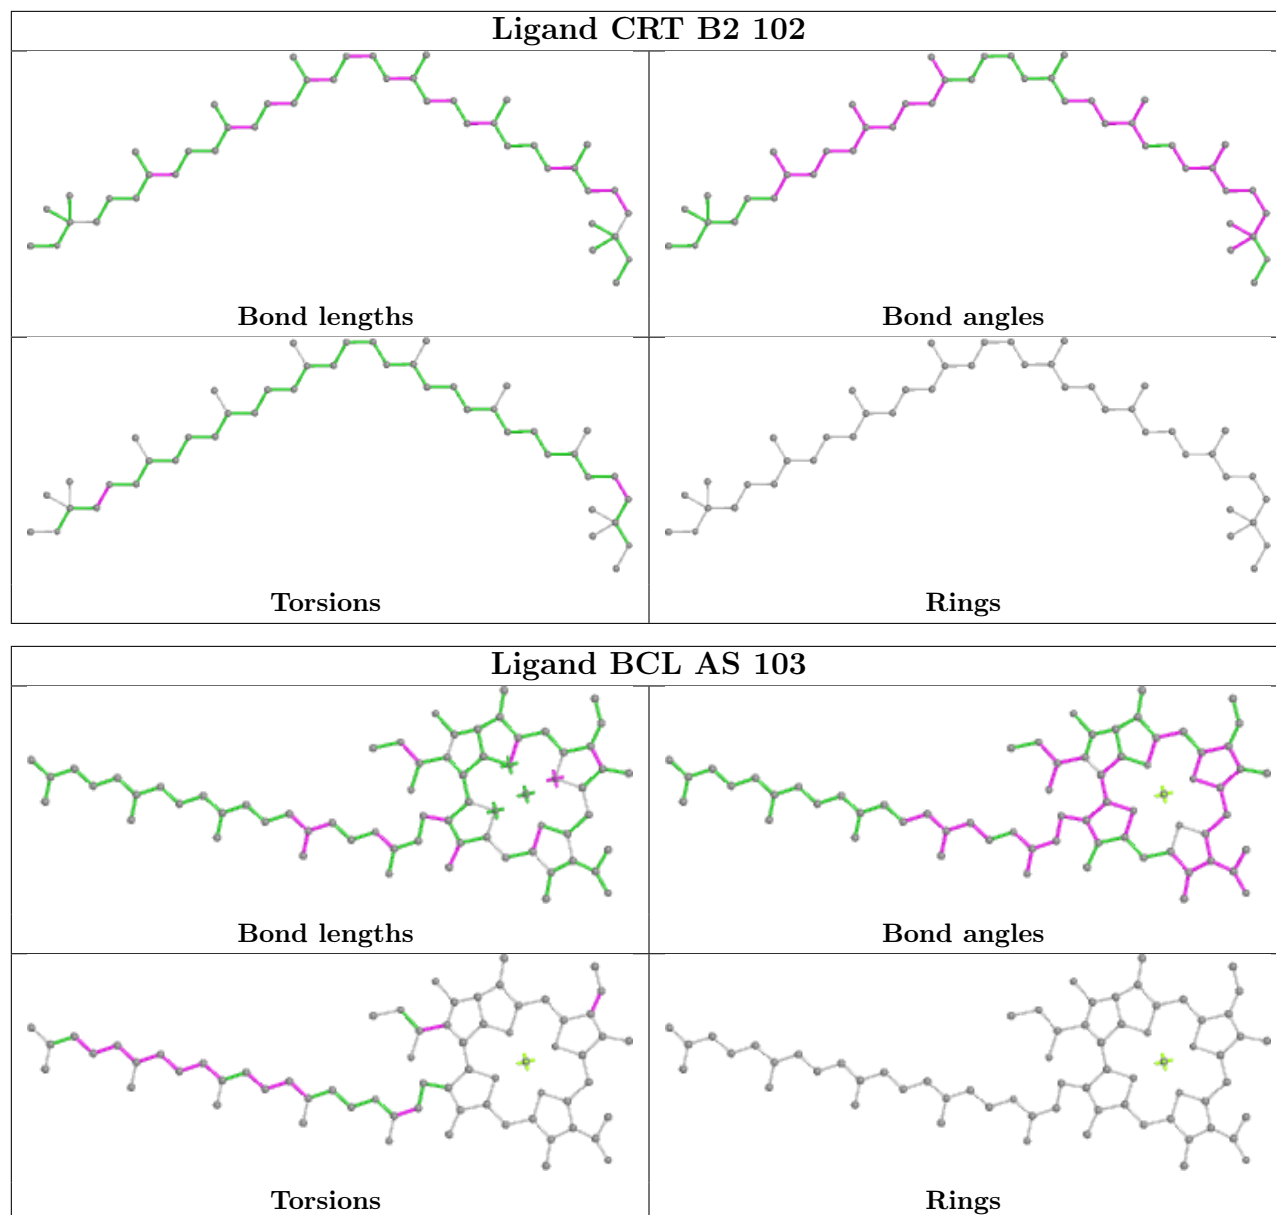 Ligand CRT B2 102
Bond lengths
Bond angles
Torsions
Rings
Ligand BCL AS 103
Bond lengths
Bond angles
Torsions
Rings